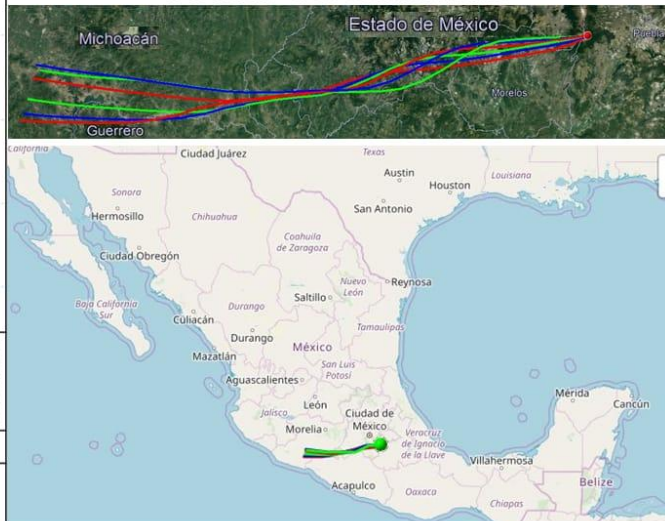 Michoacán
Estado de México
Puebla
Morelos
Guerrero
California
Ciudad Juárez
Texas
Austin
Louisiana
Sonora
Houston
Hermosillo
Chihuahua
San Antonio
Coahuila
de Zaragoza
Ciudad Obregón
Nuevo
León
Reynosa
Baja California
Sur
Saltillo
Culiacán
Durango
Tamaulipas
Durango
México
Mazatlán
San Luis
Potosí
Aguascalientes
Mérida
León
Cancún
Jalisco
Ciudad de
México
Morelia
Veracruz
de Ignacio
de la Llave
Villahermosa
Belize
Acapulco
Oaxaca
Chiapas